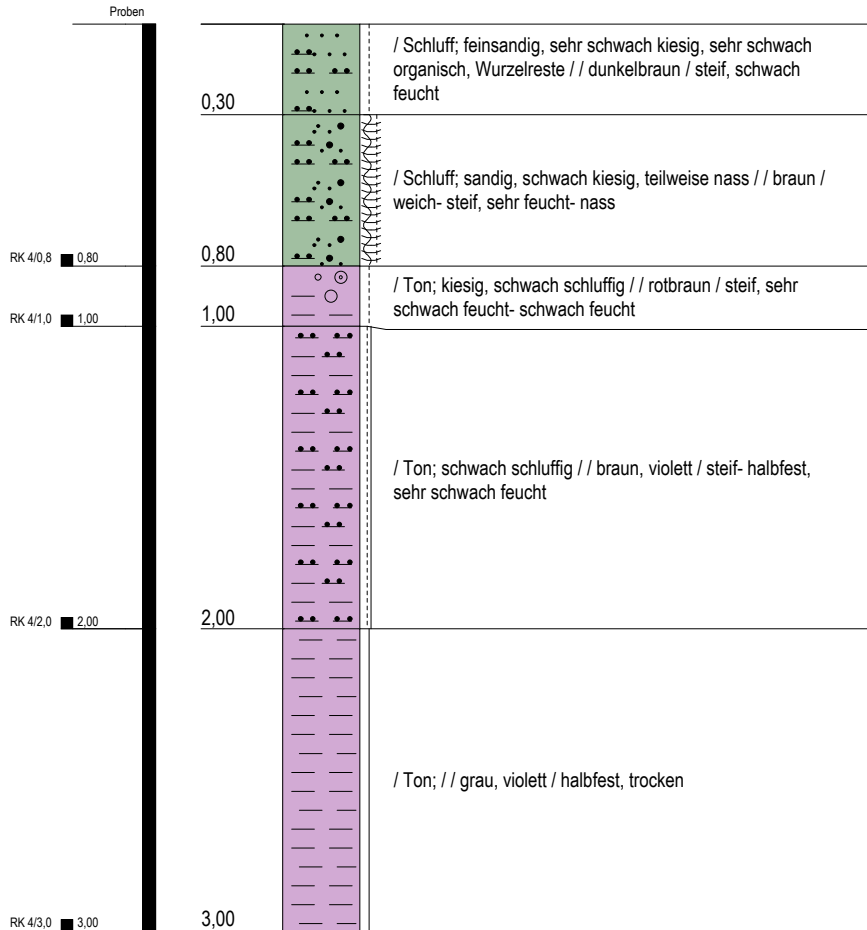 Proben
/ Schluff; feinsandig, sehr schwach kiesig, sehr schwach
organisch, Wurzelreste / / dunkelbraun / steif, schwach
feucht
0,30
/ Schluff; sandig, schwach kiesig, teilweise nass / / braun /
weich- steif, sehr feucht- nass
RK 4/0,8 0,80 0,80
/ Ton; kiesig, schwach schluffig / / rotbraun / steif, sehr
schwach feucht- schwach feucht
RK 4/1,0 1,00 1,00
/ Ton; schwach schluffig / / braun, violett / steif- halbfest,
sehr schwach feucht
RK 4/2,0 2,00 2,00
/ Ton; / / grau, violett / halbfest, trocken
RK 4/3,0 3,00 3,00